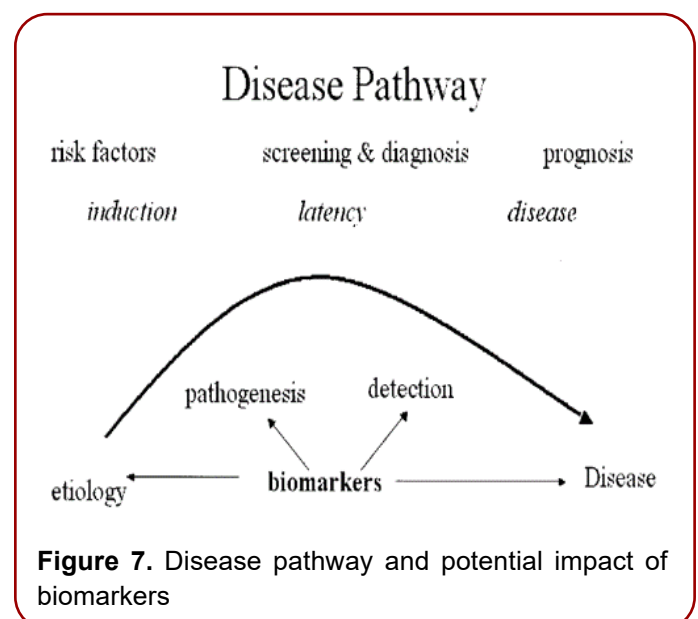 Disease Pathway
risk factors screening & diagnosis prognosis
induction latency disease
pathogenesis detection
etiology biomarkers Disease
Figure 7. Disease pathway and potential impact of
biomarkers